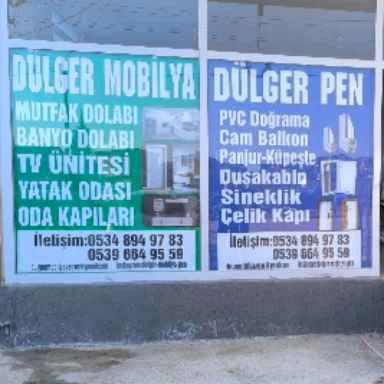 DÜLGER MOBİLYA
MUTFAK DOLABI
BANYO DOLABI
TV ÜNİTESİ
YATAK ODASI
ODA KAPILARI
İletişim:0534 894 97 83
0539 664 95 59
DÜLGER PEN
PVC Doğrama
Cam Balkon
Panjur-Küpeşte
Duşakabin
Sineklik
Çelik Kapı
İletişim:0534 894 97 83
0539 664 95 59